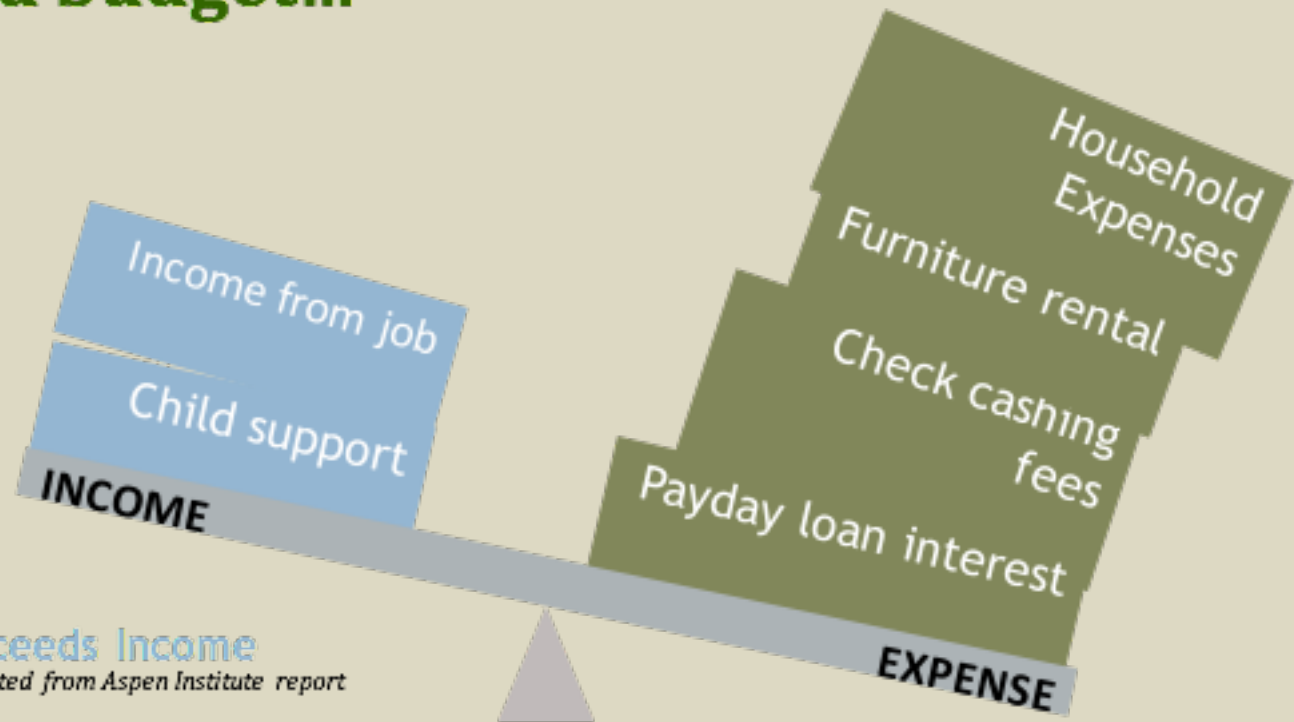 budget...
Household
Expenses
Furniture rental
Check cashing
fees
Payday loan interest
Income from job
Child support
INCOME
EXPENSE
ceeds Income
ted from Aspen Institute report